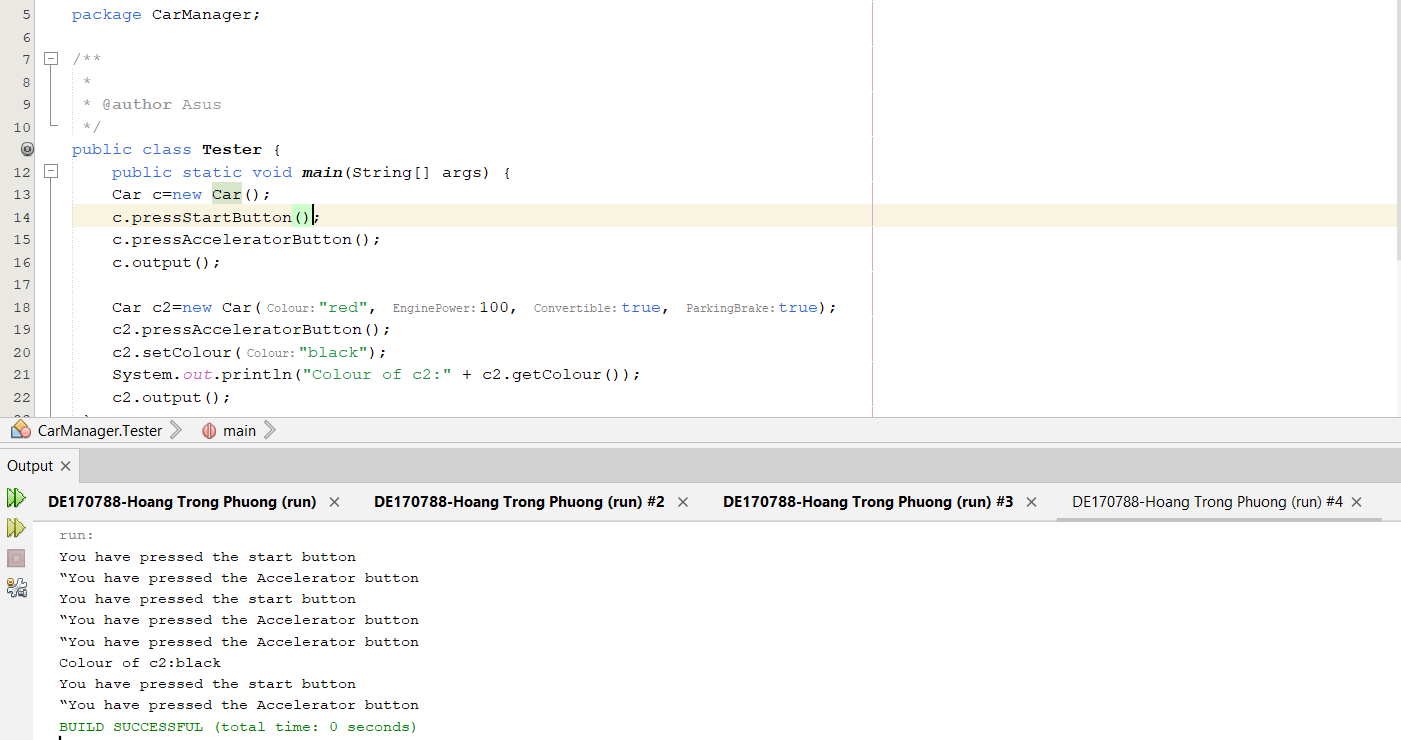 5 package CarManager;
6
7 /**
8 *
9 * @author Asus
10 */
public class Tester {
12 public static void main(String[] args) {
13 Car c=new Car();
14 c.pressStartButton();
15 c.pressAcceleratorButton();
16 c.output();
17
18 Car c2=new Car( Colour: "red", EnginePower: 100, Convertible: true, ParkingBrake: true);
19 c2.pressAcceleratorButton();
20 c2.setColour( Colour: "black");
21 System.out.println("Colour of c2:" + c2.getColour());
22 c2.output();
CarManager.Tester main
Output
DE170788-Hoang Trong Phuong (run) DE170788-Hoang Trong Phuong (run) #2 DE170788-Hoang Trong Phuong (run) #3 DE170788-Hoang Trong Phuong (run) #4
run:
You have pressed the start button
“You have pressed the Accelerator button
You have pressed the start button
“You have pressed the Accelerator button
“You have pressed the Accelerator button
Colour of c2:black
You have pressed the start button
“You have pressed the Accelerator button
BUILD SUCCESSFUL (total time: 0 seconds)